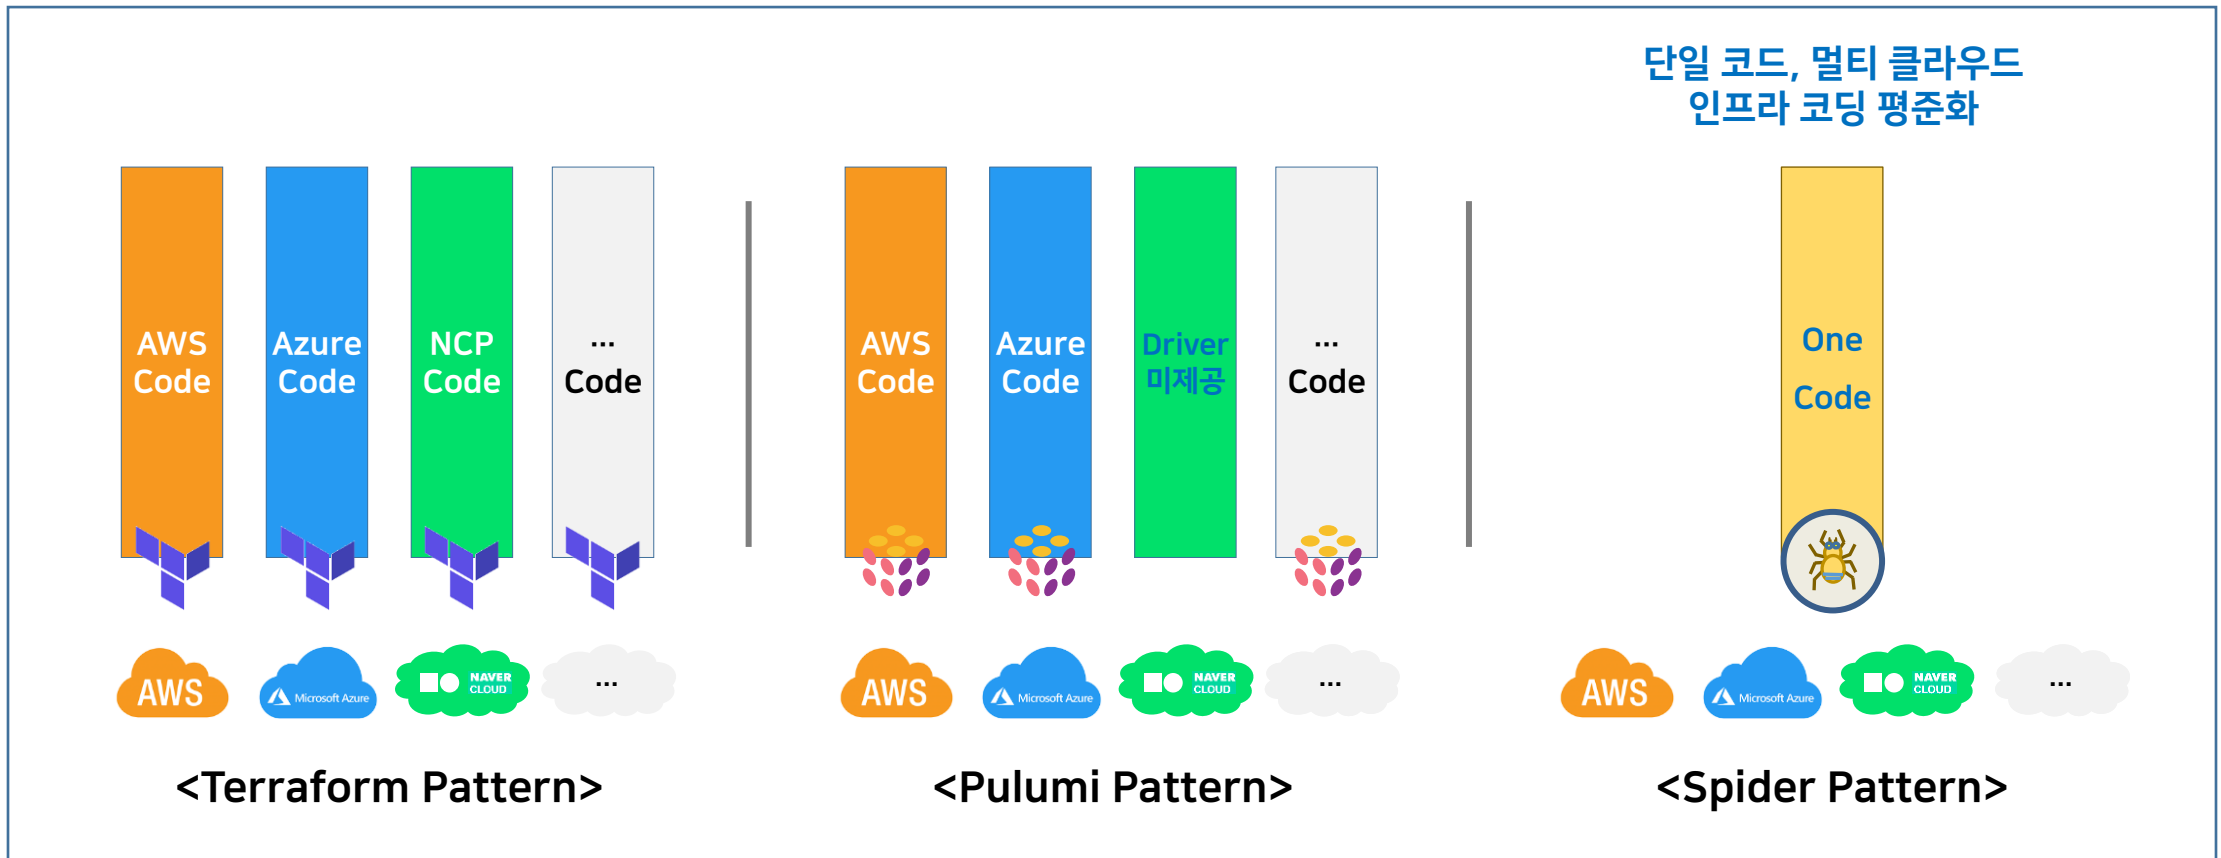 단일 코드, 멀티 클라우드
인프라 코딩 평준화
AWS
Code
Azure
Code
NCP
Code
...
Code
AWS
Code
Azure
Code
Driver
미제공
...
Code
One
Code
AWS
Microsoft Azure
NAVER
CLOUD
...
AWS
Microsoft Azure
NAVER
CLOUD
...
AWS
Microsoft Azure
NAVER
CLOUD
...
<Terraform Pattern>
<Pulumi Pattern>
<Spider Pattern>